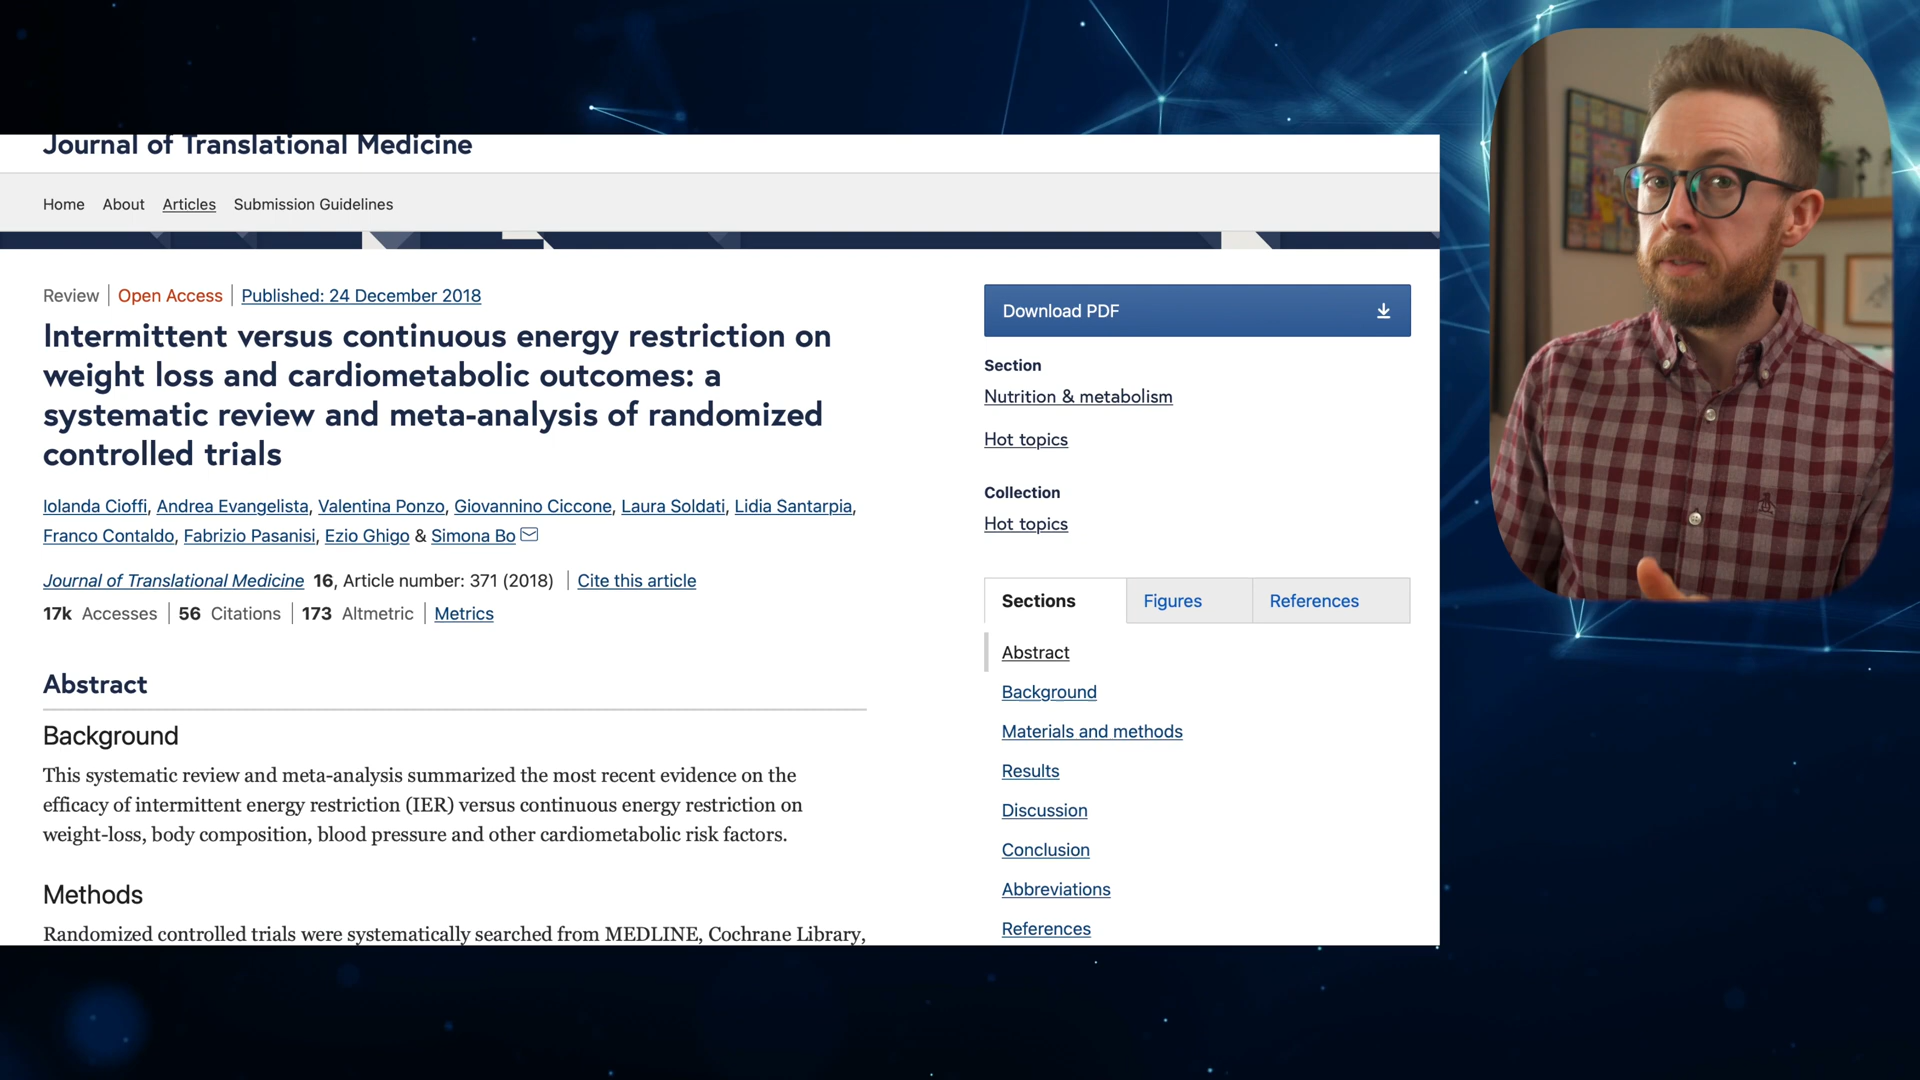 Journal of Translational Medicine
Home About Articles Submission Guidelines
Review Open Access Published: 24 December 2018
Intermittent versus continuous energy restriction on
weight loss and cardiometabolic outcomes: a
systematic review and meta-analysis of randomized
controlled trials
Iolanda Cioffi, Andrea Evangelista, Valentina Ponzo, Giovannino Ciccone, Laura Soldati, Lidia Santarpia,
Franco Contaldo, Fabrizio Pasanisi, Ezio Ghigo & Simona Bo
Journal of Translational Medicine 16, Article number: 371 (2018) Cite this article
17k Accesses 56 Citations 173 Altmetric Metrics
Abstract
Background
This systematic review and meta-analysis summarized the most recent evidence on the
efficacy of intermittent energy restriction (IER) versus continuous energy restriction on
weight-loss, body composition, blood pressure and other cardiometabolic risk factors.
Methods
Randomized controlled trials were systematically searched from MEDLINE, Cochrane Library,
Download PDF
Section
Nutrition & metabolism
Hot topics
Collection
Hot topics
Sections Figures References
Abstract
Background
Materials and methods
Results
Discussion
Conclusion
Abbreviations
References